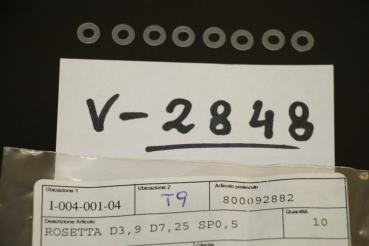 V-2848
Ubicazione 1 Ubicazione 2 Articolo
I-004-001-04 T9 800092882
Descrizione Articolo Quantità
ROSETTA D3,9 D7,25 SP0,5 10